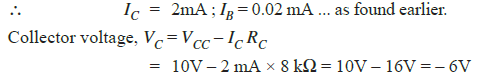 ∴ I_C = 2mA ; I_B = 0.02 mA ... as found earlier.
Collector voltage, V_C = V_CC – I_C R_C
= 10V – 2 mA × 8 kΩ = 10V – 16V = – 6V